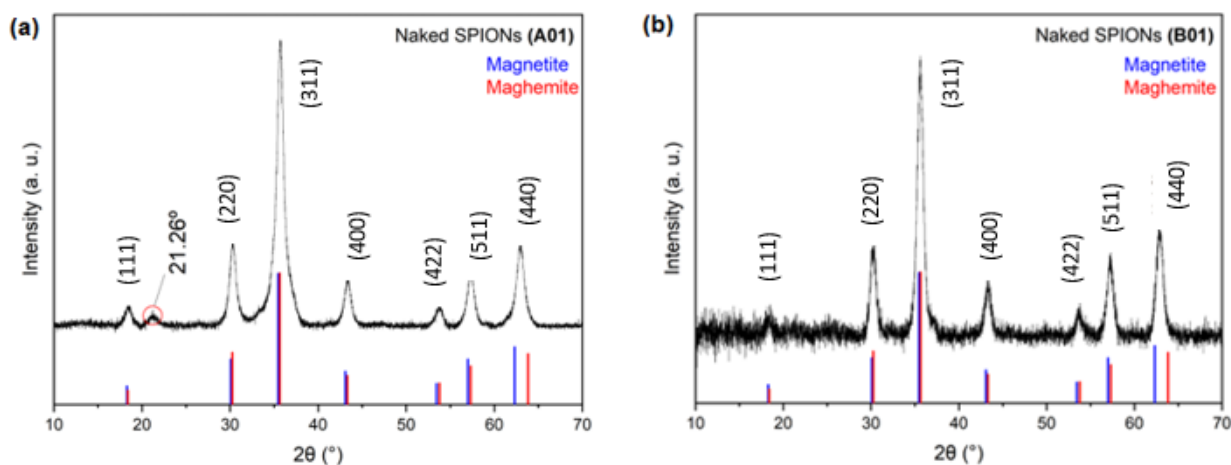 (a)
Naked SPIONs (A01)
Magnetite
Maghemite
Intensity (a. u.)
(111)
21.26º
(220)
(311)
(400)
(422)
(511)
(440)
10 20 30 40 50 60 70
2θ (°)
(b)
Naked SPIONs (B01)
Magnetite
Maghemite
Intensity (a. u.)
(111)
(220)
(311)
(400)
(422)
(511)
(440)
10 20 30 40 50 60 70
2θ (°)